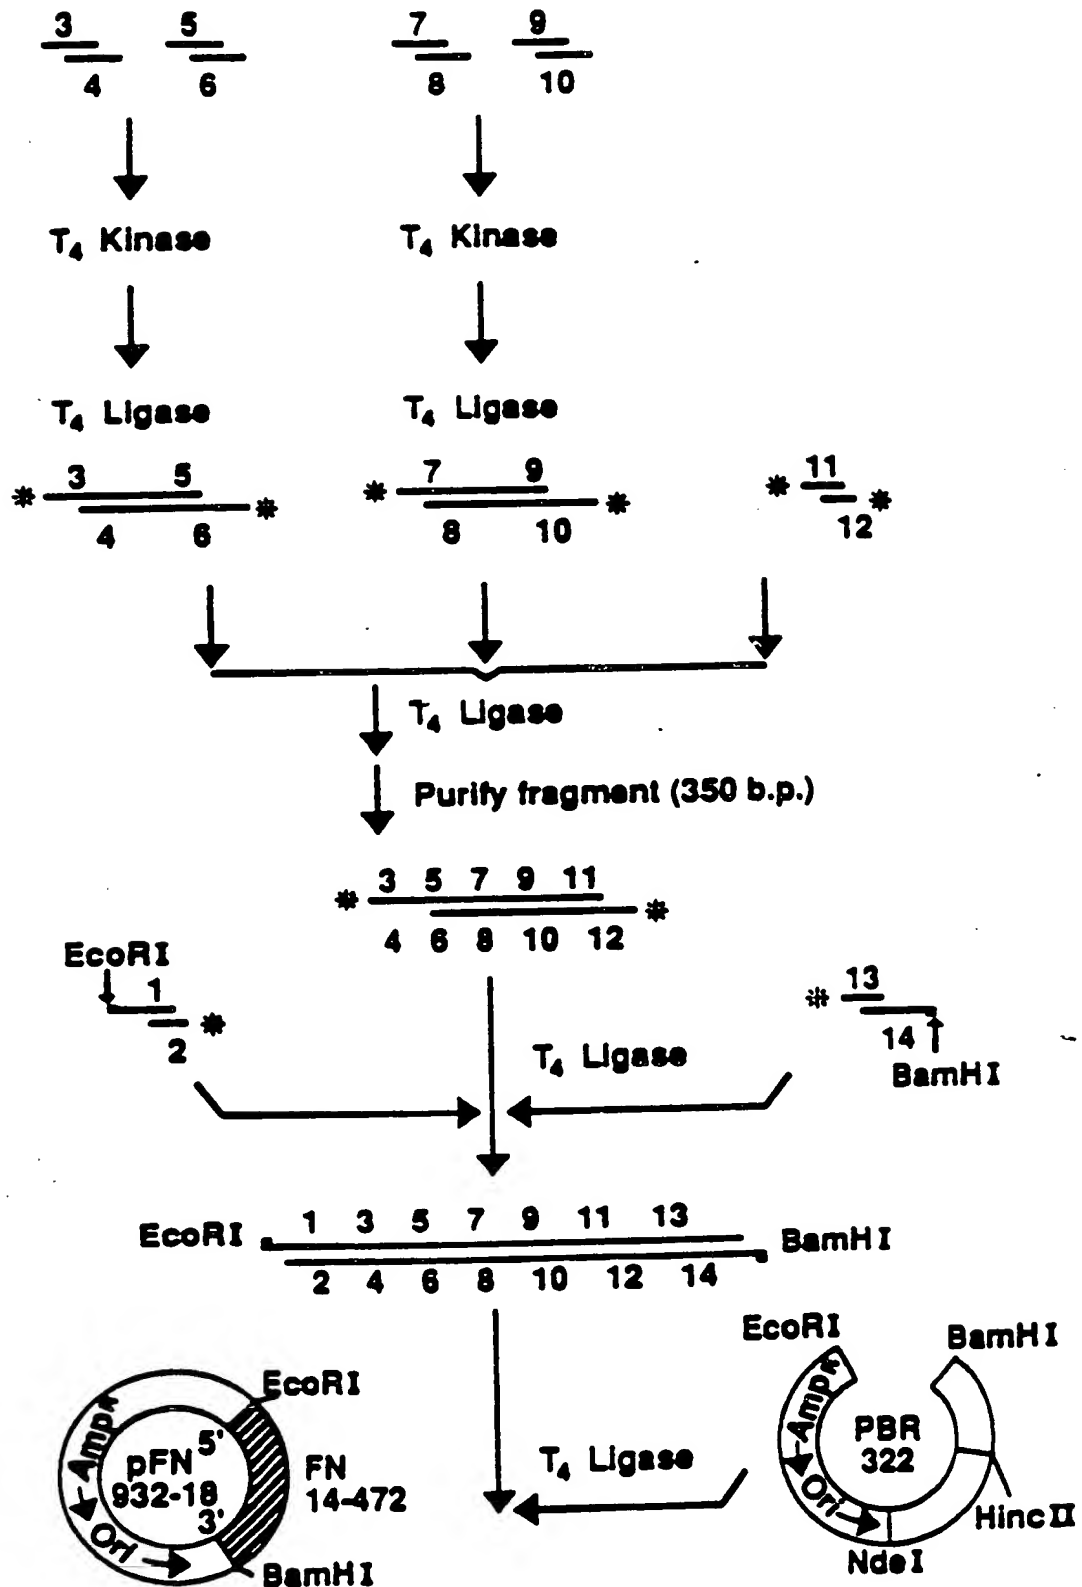 3 5 7 9
4 6 8 10
T4 Kinase T4 Kinase
T4 Ligase T4 Ligase
* 3 5 * 7 9 * 11
4 6 * 8 10 * 12 *
T4 Ligase
Purify fragment (350 b.p.)
* 3 5 7 9 11 *
4 6 8 10 12
EcoRI
1
2 *
* 13
14
BamHI
T4 Ligase
EcoRI 1 3 5 7 9 11 13 BamHI
2 4 6 8 10 12 14
EcoRI
AmpR
pFN
932-18
5'
3'
Ori
FN
14-472
BamHI
T4 Ligase
EcoRI
BamHI
AmpR
PBR
322
Ori
HincII
NdeI